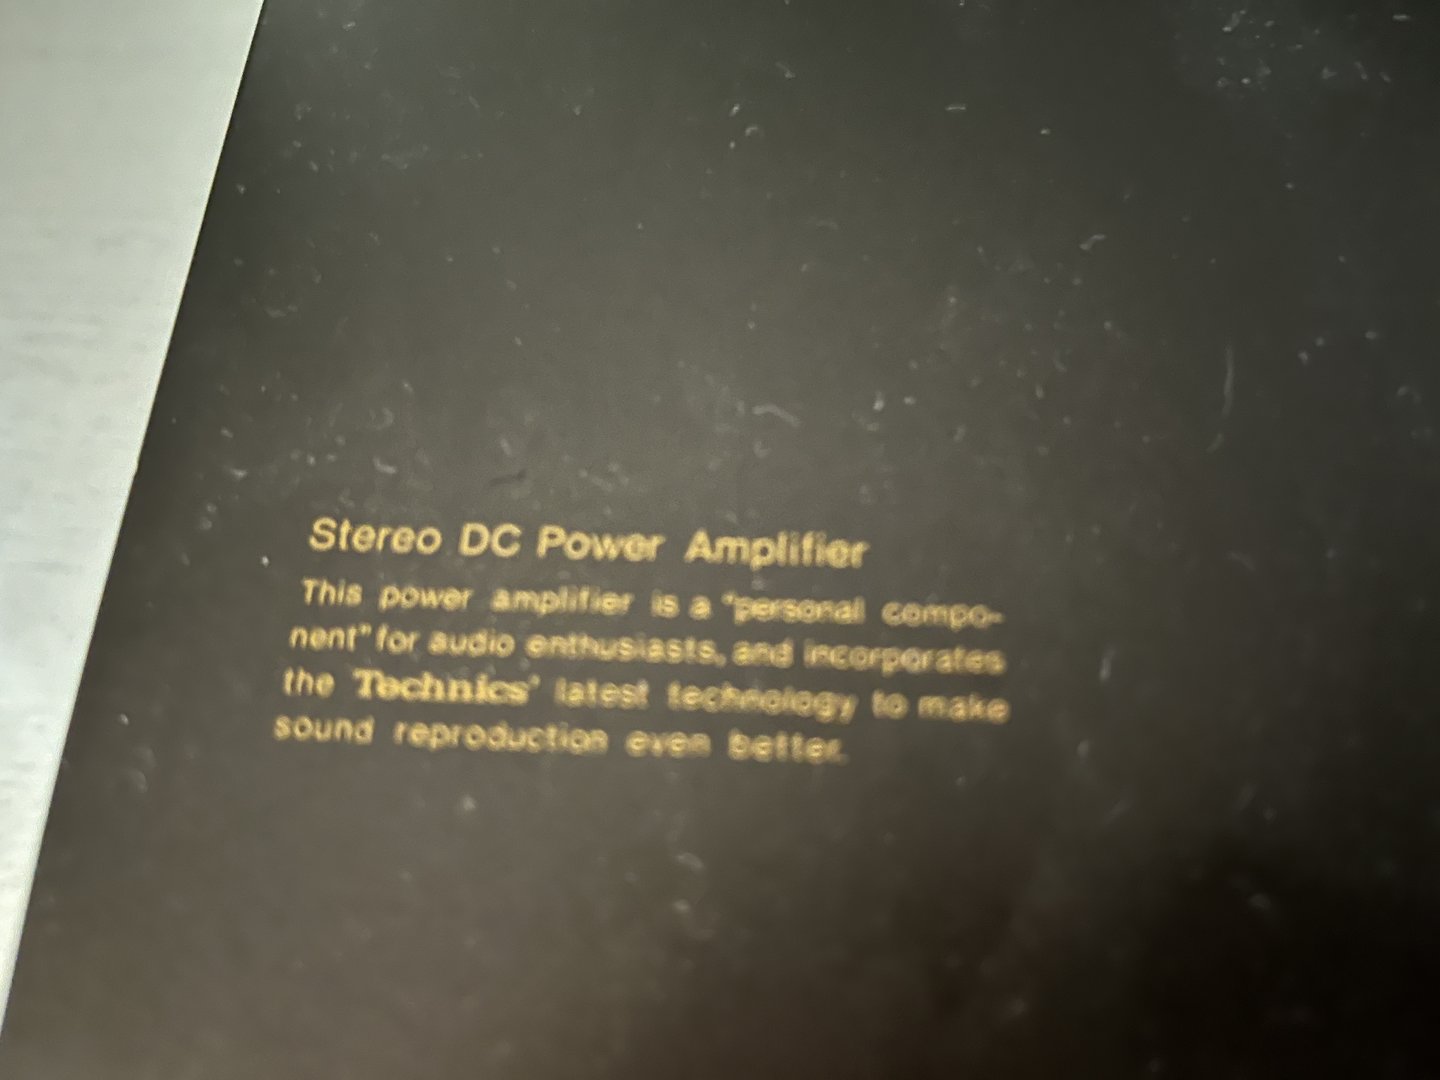 Stereo DC Power Amplifier
This power amplifier is a "personal compo-
nent" for audio enthusiasts, and incorporates
the Technics' latest technology to make
sound reproduction even better.